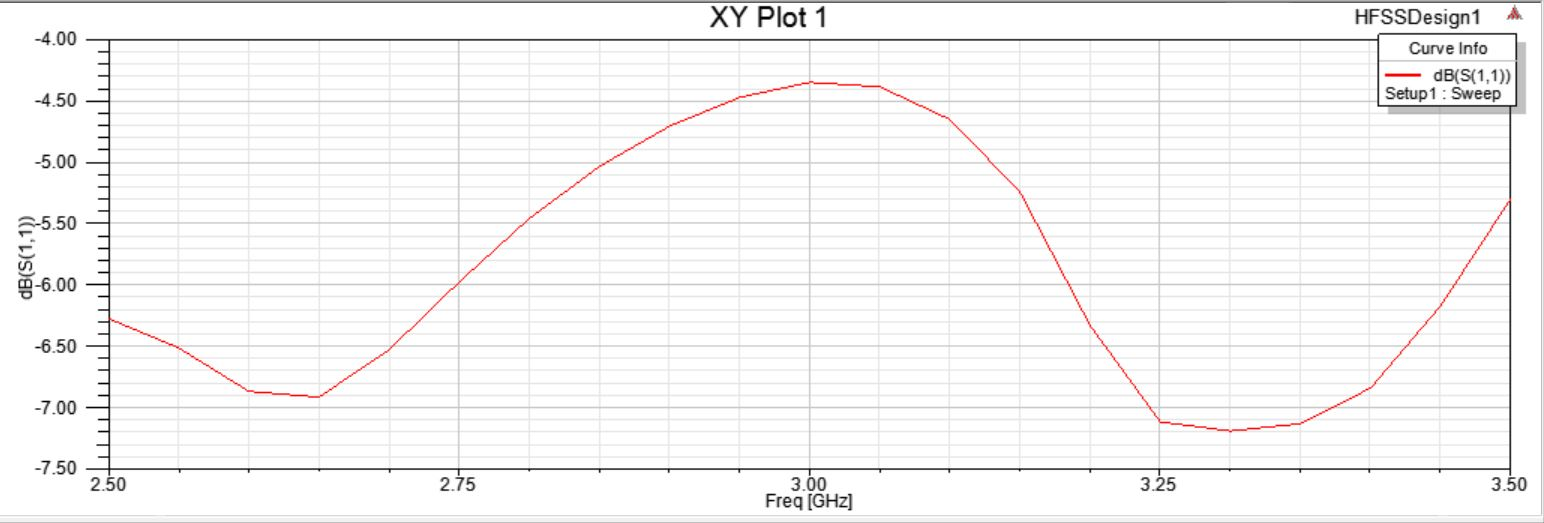 XY Plot 1
HFSSDesign1
Curve Info
dB(S(1,1))
Setup1 : Sweep
-4.00
-4.50
-5.00
-5.50
-6.00
-6.50
-7.00
-7.50
dB(S(1,1))
2.50
2.75
3.00
3.25
3.50
Freq [GHz]